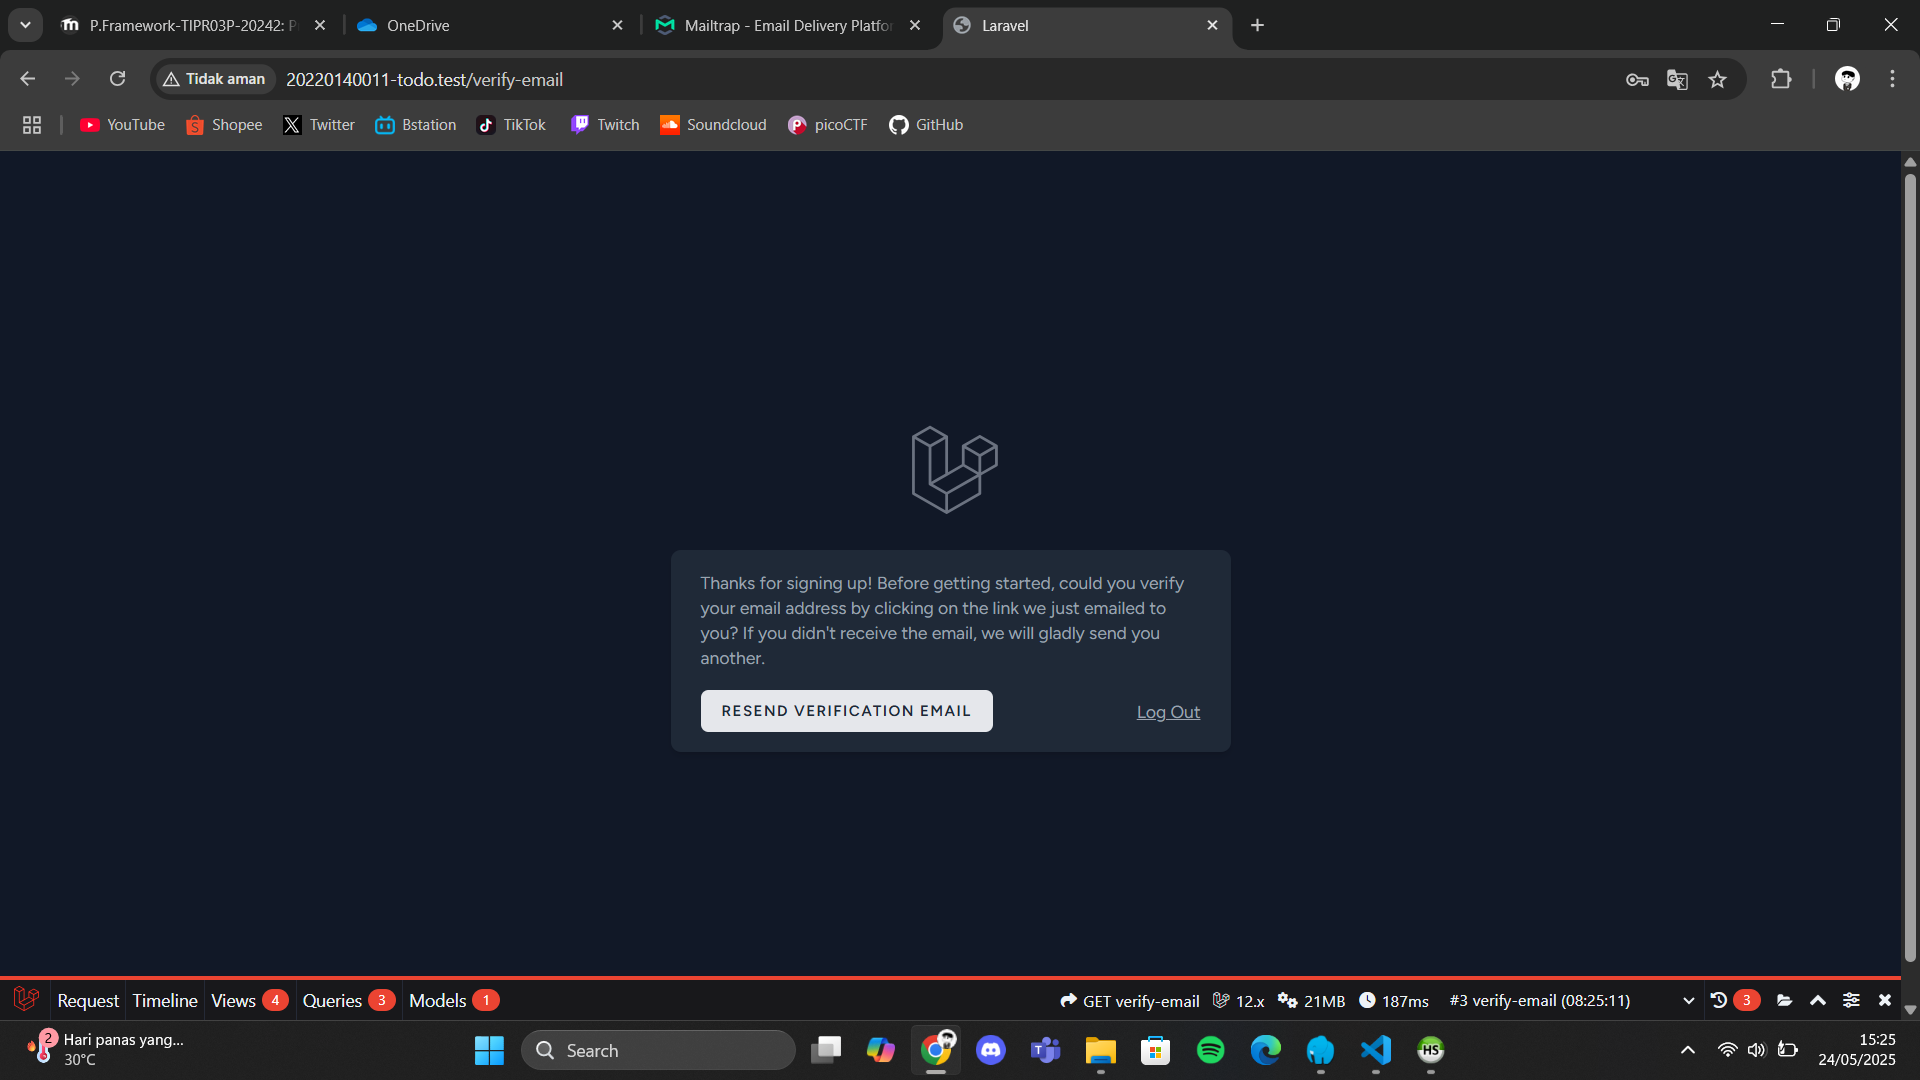 P.Framework-TIPR03P-20242: P
OneDrive
Mailtrap - Email Delivery Platfor
Laravel
Tidak aman
20220140011-todo.test/verify-email
YouTube
Shopee
Twitter
Bstation
TikTok
Twitch
Soundcloud
picoCTF
GitHub
Thanks for signing up! Before getting started, could you verify
your email address by clicking on the link we just emailed to
you? If you didn't receive the email, we will gladly send you
another.
RESEND VERIFICATION EMAIL
Log Out
Request
Timeline
Views 4
Queries 3
Models 1
GET verify-email
12.x
21MB
187ms
#3 verify-email (08:25:11)
3
2
Hari panas yang...
30°C
Search
HS
15:25
24/05/2025